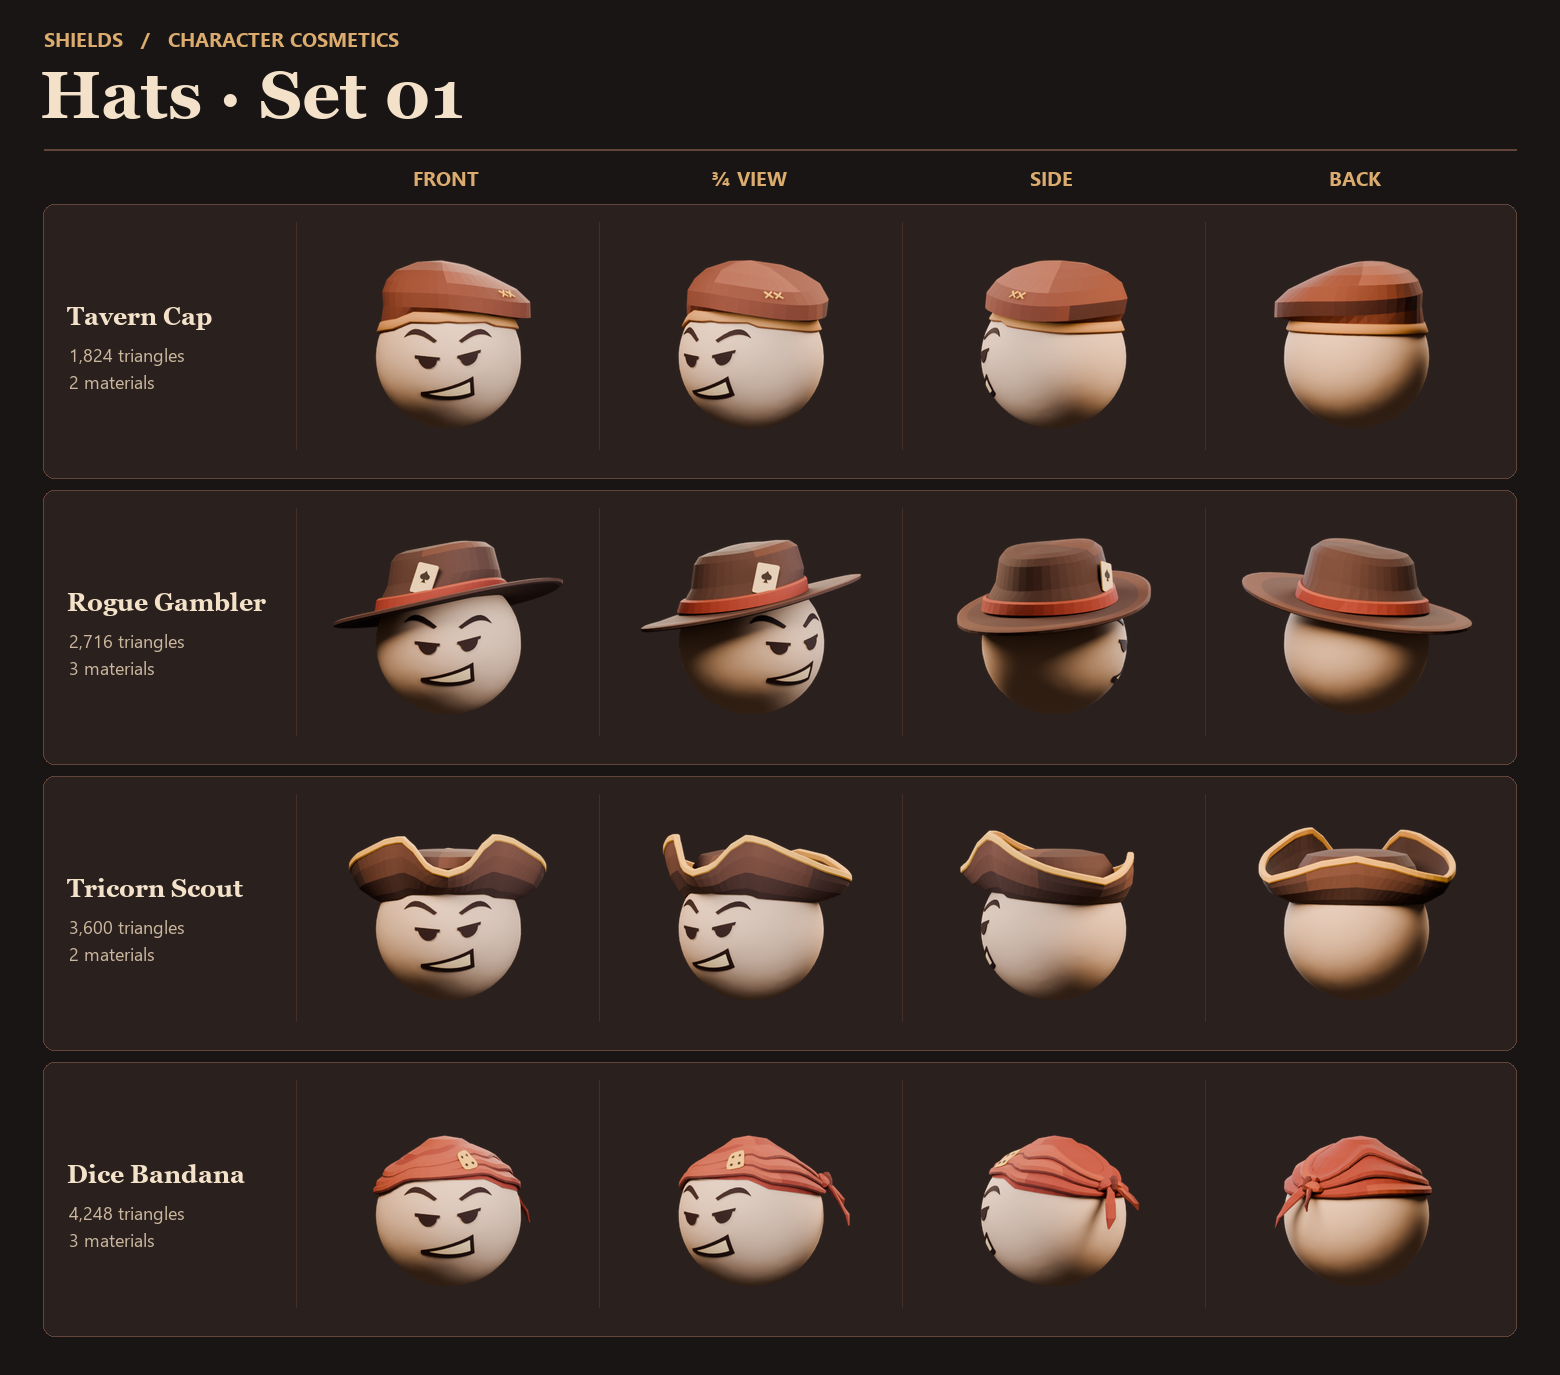 SHIELDS / CHARACTER COSMETICS
Hats · Set 01
FRONT ¾ VIEW SIDE BACK
Tavern Cap
1,824 triangles
2 materials
Rogue Gambler
2,716 triangles
3 materials
Tricorn Scout
3,600 triangles
2 materials
Dice Bandana
4,248 triangles
3 materials